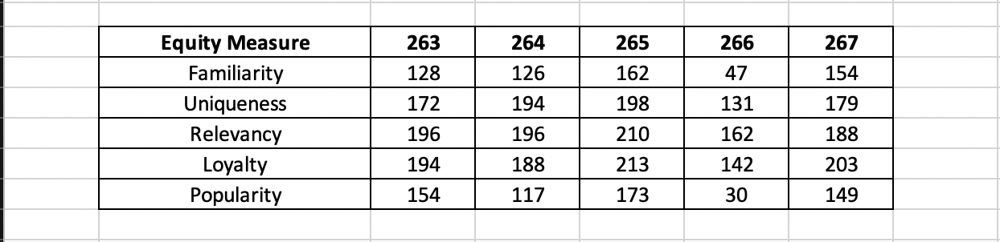 Equity Measure 263 264 265 266 267
Familiarity 128 126 162 47 154
Uniqueness 172 194 198 131 179
Relevancy 196 196 210 162 188
Loyalty 194 188 213 142 203
Popularity 154 117 173 30 149